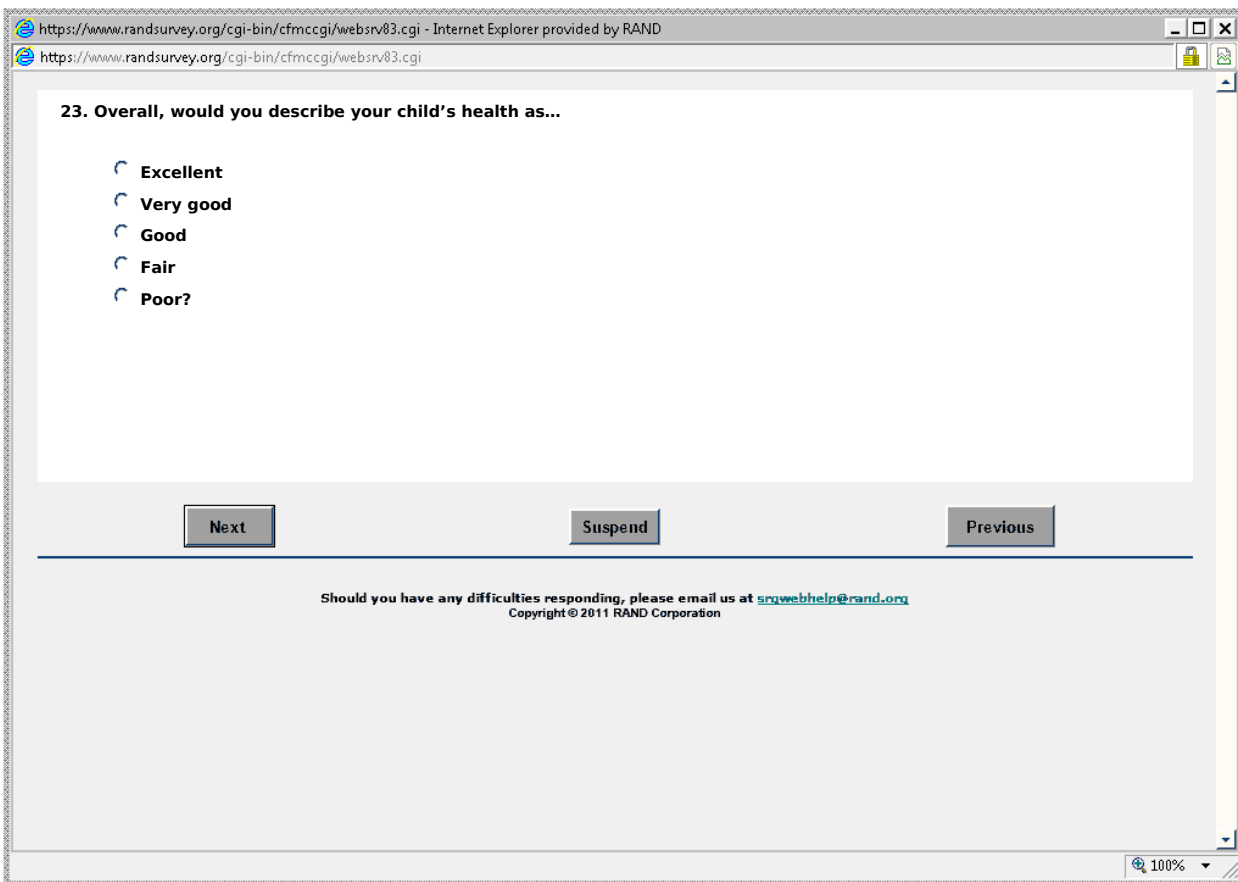 https://www.randsurvey.org/cgi-bin/cfmccgi/websrv83.cgi - Internet Explorer provided by RAND
https://www.randsurvey.org/cgi-bin/cfmccgi/websrv83.cgi
23. Overall, would you describe your child’s health as…
Excellent
Very good
Good
Fair
Poor?
Next Suspend Previous
Should you have any difficulties responding, please email us at srgwebhelp@rand.org
Copyright © 2011 RAND Corporation
100%